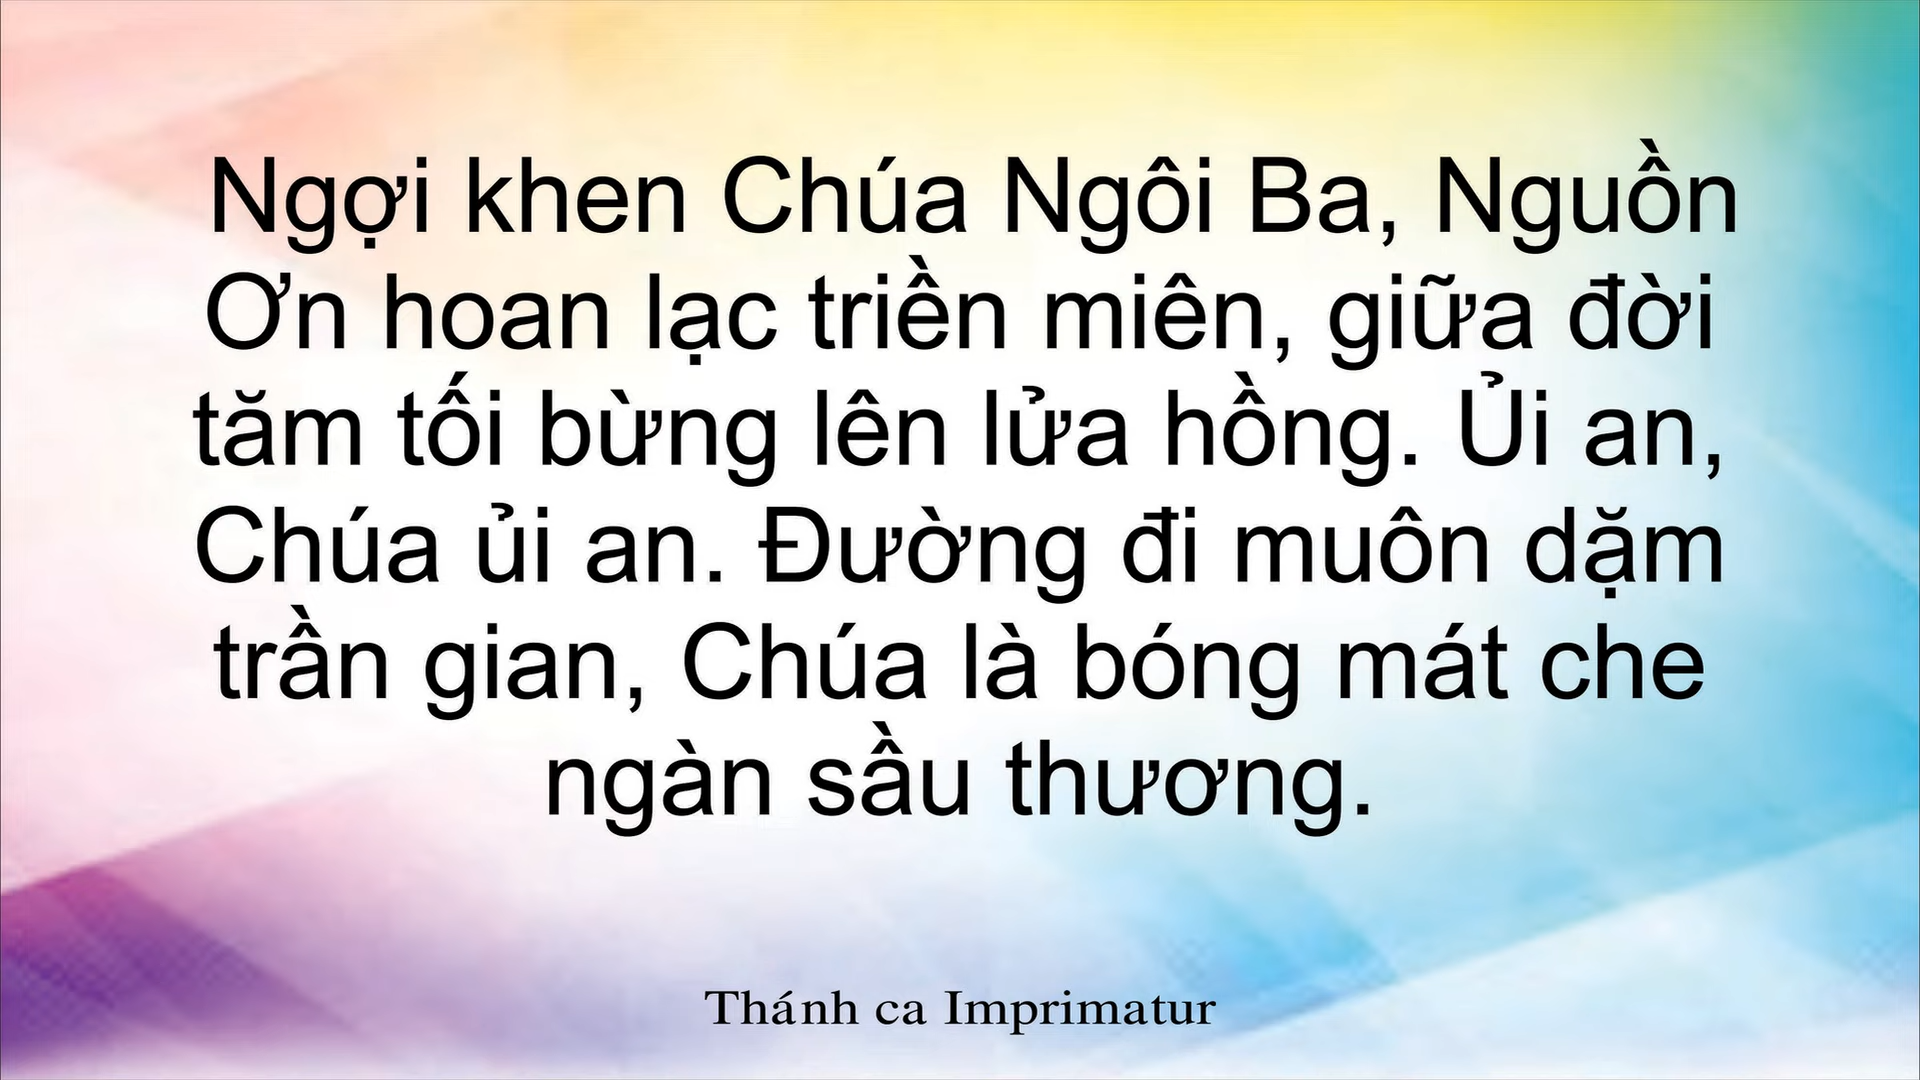 Ngợi khen Chúa Ngôi Ba, Nguồn
Ơn hoan lạc triền miên, giữa đời
tăm tối bừng lên lửa hồng. Ủi an,
Chúa ủi an. Đường đi muôn dặm
trần gian, Chúa là bóng mát che
ngàn sầu thương.
Thánh ca Imprimatur